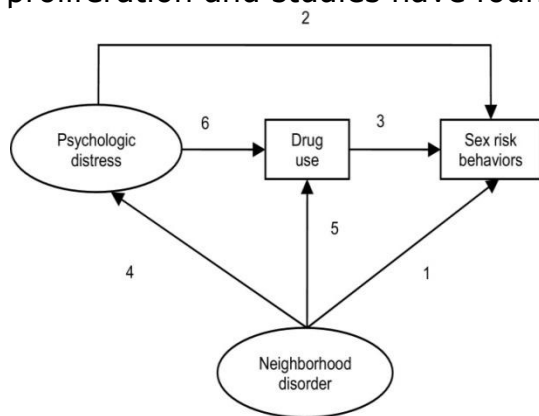 proliferation and studies have foun
2
Psychologic
distress
6
Drug
use
3
Sex risk
behaviors
5
4
1
Neighborhood
disorder